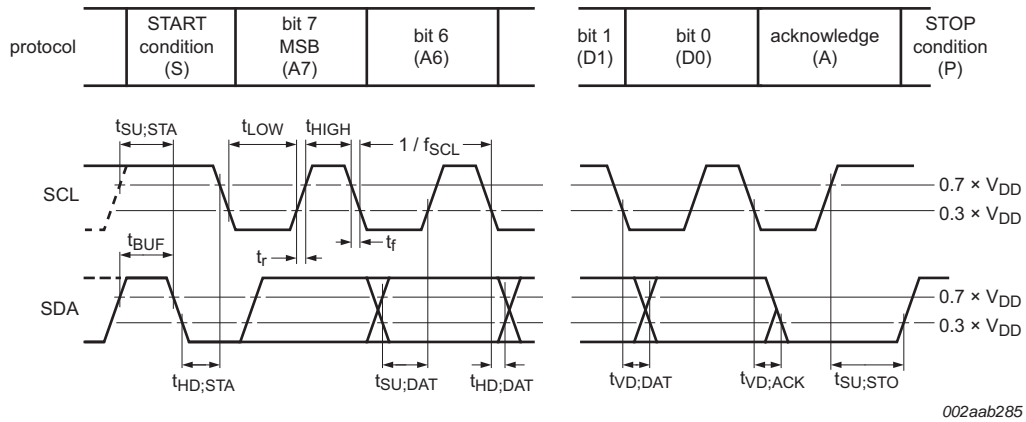 protocol
START
condition
(S)
bit 7
MSB
(A7)
bit 6
(A6)
bit 1
(D1)
bit 0
(D0)
acknowledge
(A)
STOP
condition
(P)
tSU;STA
tLOW
tHIGH
1 / fSCL
SCL
0.7 × VDD
0.3 × VDD
tBUF
tr
tf
SDA
0.7 × VDD
0.3 × VDD
tHD;STA
tSU;DAT
tHD;DAT
tVD;DAT
tVD;ACK
tSU;STO
002aab285